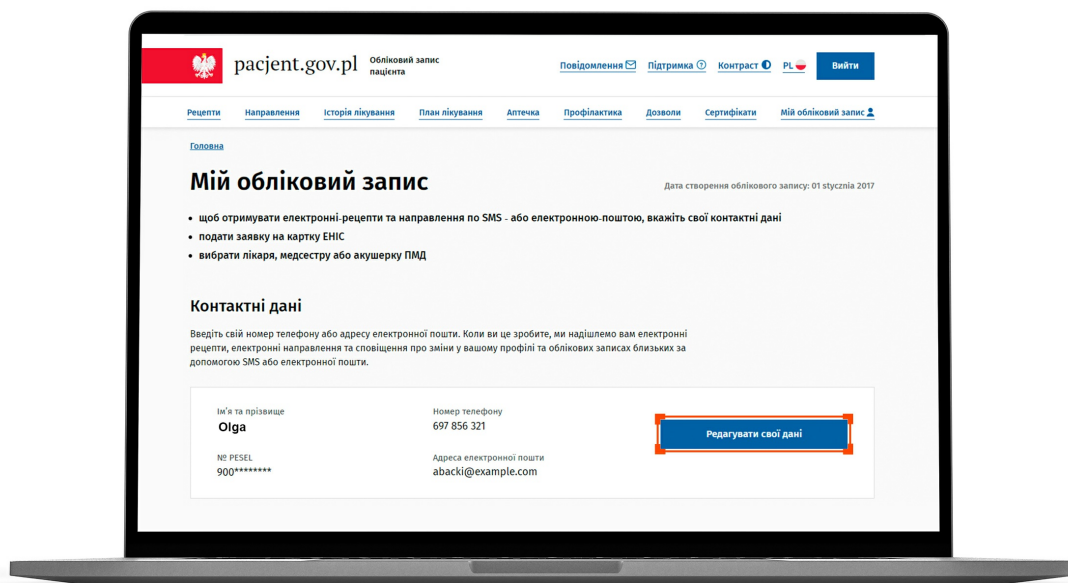 pacjent.gov.pl
Обліковий запис
пацієнта
Повідомлення
Підтримка
Контраст
PL
Вийти
Рецепти
Направлення
Історія лікування
План лікування
Аптечка
Профілактика
Дозволи
Сертифікати
Мій обліковий запис
Головна
Мій обліковий запис
Дата створення облікового запису: 01 stycznia 2017
• щоб отримувати електронні-рецепти та направлення по SMS - або електронною-поштою, вкажіть свої контактні дані
• подати заявку на картку ЕНІС
• вибрати лікаря, медсестру або акушерку ПМД
Контактні дані
Введіть свій номер телефону або адресу електронної пошти. Коли ви це зробите, ми надішлемо вам електронні
рецепти, електронні направлення та сповіщення про зміни у вашому профілі та облікових записах близьких за
допомогою SMS або електронної пошти.
Ім'я та прізвище
Olga
Номер телефону
697 856 321
Редагувати свої дані
№ PESEL
900********
Адреса електронної пошти
abacki@example.com